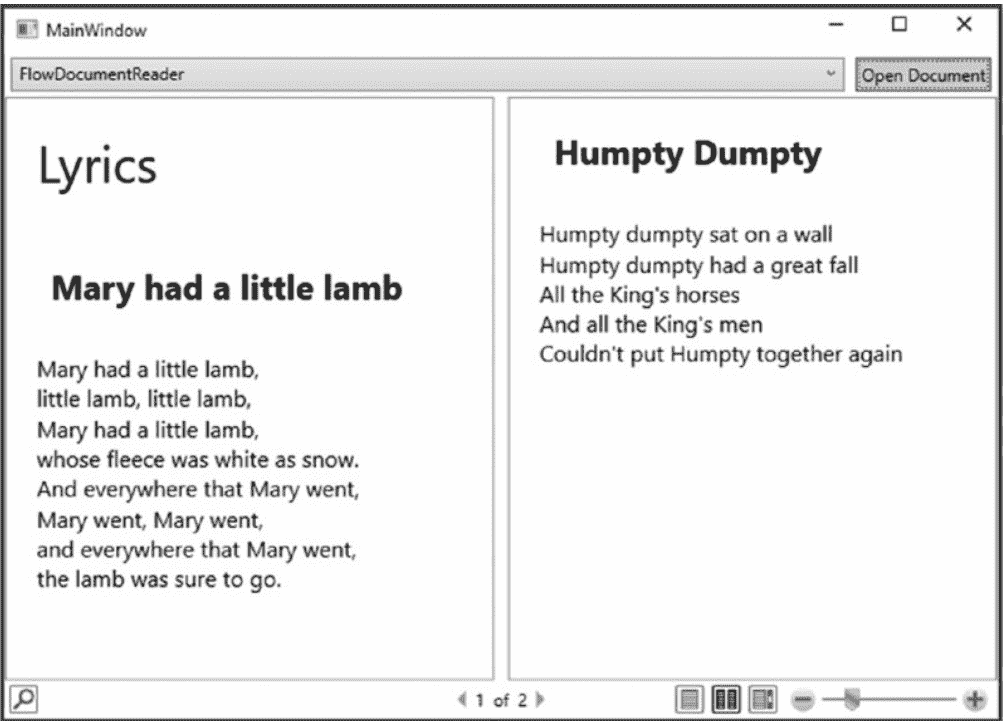 MainWindow
FlowDocumentReader
Open Document
Lyrics
Mary had a little lamb
Mary had a little lamb,
little lamb, little lamb,
Mary had a little lamb,
whose fleece was white as snow.
And everywhere that Mary went,
Mary went, Mary went,
and everywhere that Mary went,
the lamb was sure to go.
Humpty Dumpty
Humpty dumpty sat on a wall
Humpty dumpty had a great fall
All the King's horses
And all the King's men
Couldn't put Humpty together again
1 of 2